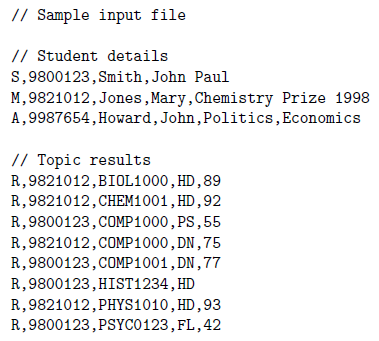 // Sample input file
// Student details
S,9800123,Smith,John Paul
M,9821012,Jones,Mary,Chemistry Prize 1998
A,9987654,Howard,John,Politics,Economics
// Topic results
R,9821012,BIOL1000,HD,89
R,9821012,CHEM1001,HD,92
R,9800123,COMP1000,PS,55
R,9821012,COMP1000,DN,75
R,9800123,COMP1001,DN,77
R,9800123,HIST1234,HD
R,9821012,PHYS1010,HD,93
R,9800123,PSYC0123,FL,42